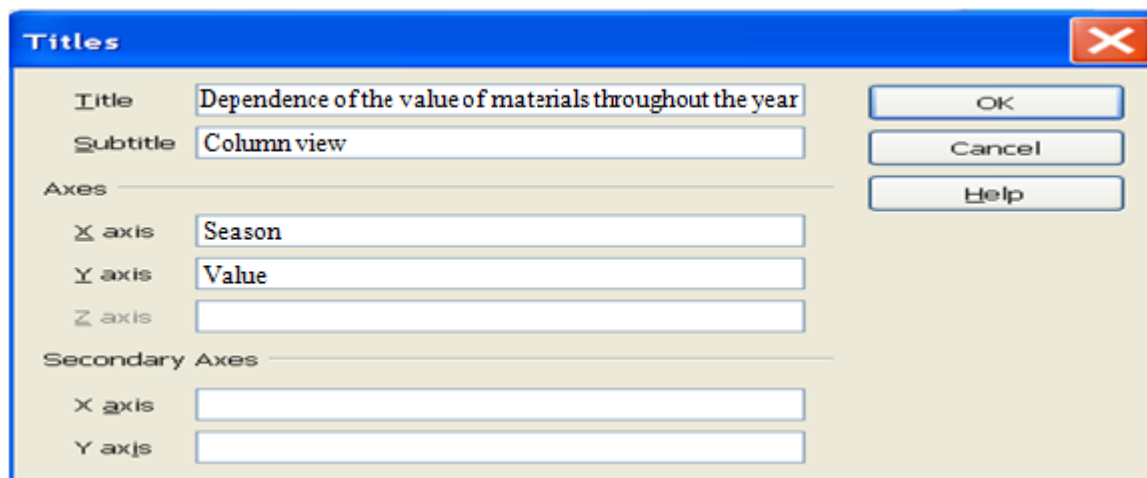 Titles
Title Dependence of the value of materials throughout the year
OK
Subtitle Column view
Cancel
Axes
Help
X axis Season
Y axis Value
Z axis
Secondary Axes
X axis
Y axis